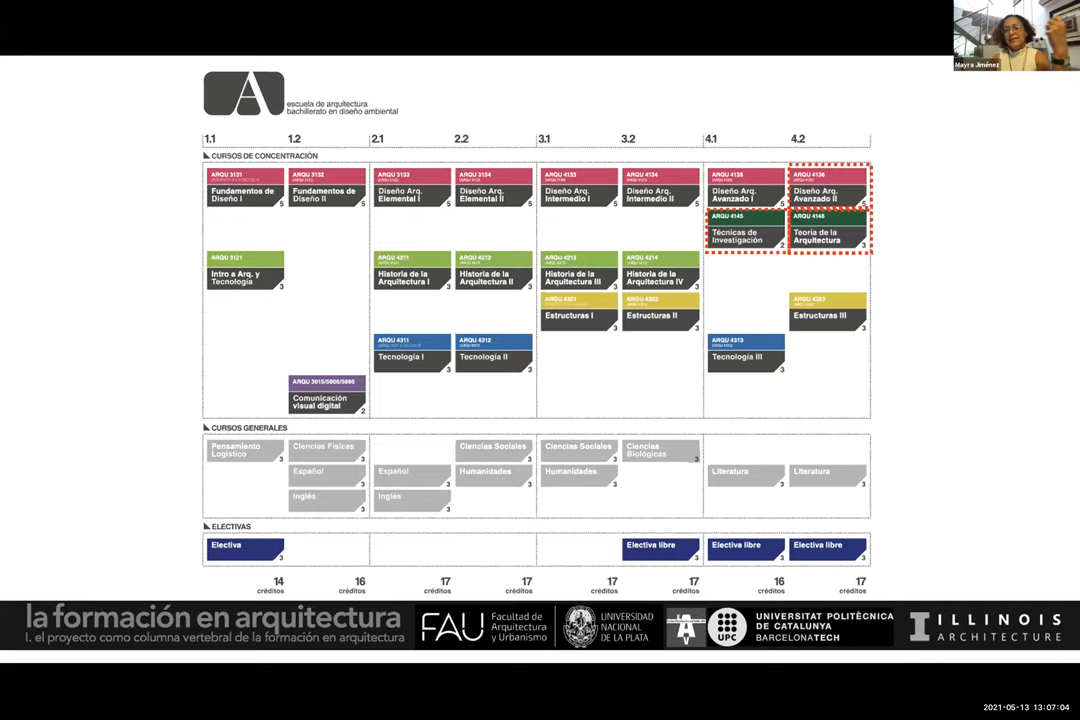 Mayra Jiménez
A
escuela de arquitectura
bachillerato en diseño ambiental
1.1 1.2 2.1 2.2 3.1 3.2 4.1 4.2
CURSOS DE CONCENTRACIÓN
ARQU 3131 ARQU 3132 ARQU 3133 ARQU 3134 ARQU 4133 ARQU 4134 ARQU 4135 ARQU 4136
Fundamentos de Diseño I 5
Fundamentos de Diseño II 5
Diseño Arq. Elemental I 5
Diseño Arq. Elemental II 5
Diseño Arq. Intermedio I 5
Diseño Arq. Intermedio II 5
Diseño Arq. Avanzado I 5
Diseño Arq. Avanzado II 5
ARQU 4145 ARQU 4146
Técnicas de Investigación 2
Teoría de la Arquitectura 3
ARQU 3121 ARQU 4211 ARQU 4212 ARQU 4213 ARQU 4214
Intro a Arq. y Tecnología 3
Historia de la Arquitectura I 3
Historia de la Arquitectura II 3
Historia de la Arquitectura III 3
Historia de la Arquitectura IV 3
ARQU 4321 ARQU 4322 ARQU 4323
Estructuras I 3
Estructuras II 3
Estructuras III 3
ARQU 4311 ARQU 4312 ARQU 4313
Tecnología I 3
Tecnología II 3
Tecnología III 3
ARQU 3015/5806/5995
Comunicación visual digital 2
CURSOS GENERALES
Pensamiento Logístico 3
Ciencias Físicas 3
Ciencias Sociales 3
Ciencias Sociales 3
Ciencias Biológicas 3
Español 3
Español 3
Humanidades 3
Humanidades 3
Literatura 3
Literatura 3
Inglés 3
Inglés 3
ELECTIVAS
Electiva 3
Electiva libre 3
Electiva libre 3
Electiva libre 3
14 16 17 17 17 17 16 17
créditos créditos créditos créditos créditos créditos créditos créditos
la formación en arquitectura
I. el proyecto como columna vertebral de la formación en arquitectura
FAU Facultad de Arquitectura y Urbanismo
UNIVERSIDAD NACIONAL DE LA PLATA
UPC
UNIVERSITAT POLITÈCNICA DE CATALUNYA BARCELONATECH
ILLINOIS ARCHITECTURE
2021-05-13 13:07:04